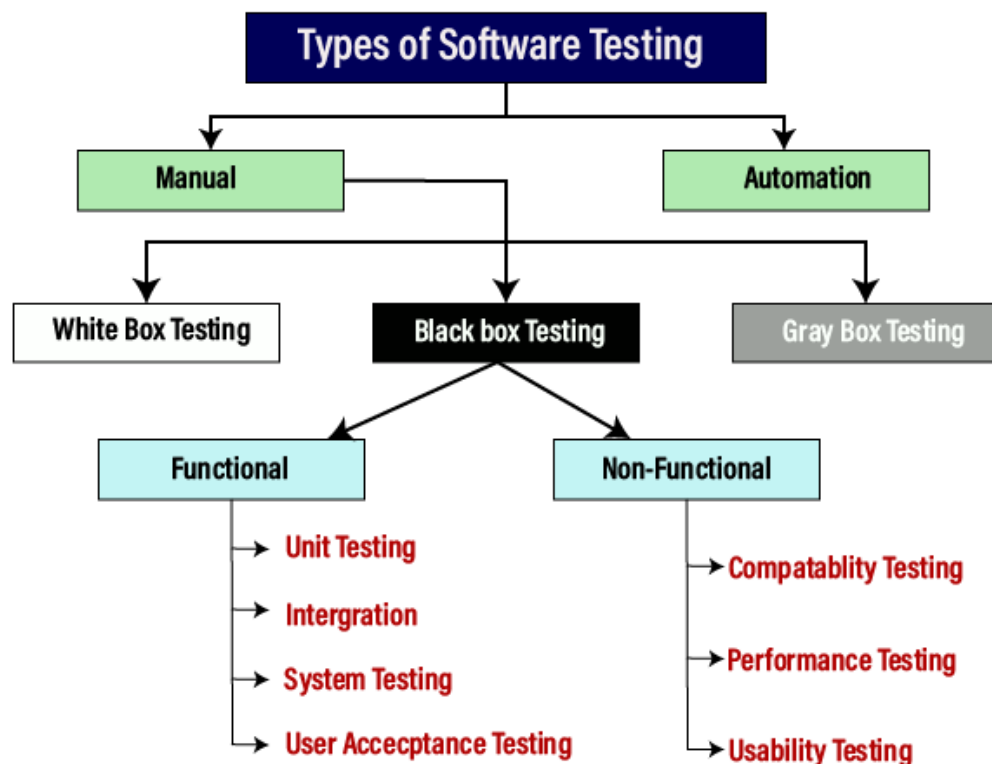 Types of Software Testing
Manual
Automation
White Box Testing
Black box Testing
Gray Box Testing
Functional
Non-Functional
Unit Testing
Intergration
System Testing
User Accecptance Testing
Compatablity Testing
Performance Testing
Usability Testing